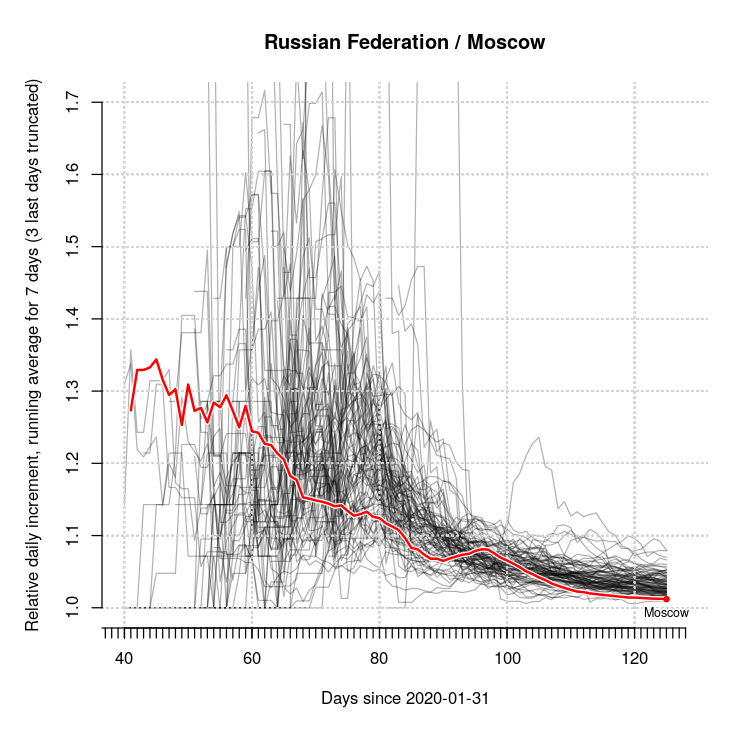 Russian Federation / Moscow
Relative daily increment, running average for 7 days (3 last days truncated)
1.7
1.6
1.5
1.4
1.3
1.2
1.1
1.0
Moscow
40 60 80 100 120
Days since 2020-01-31